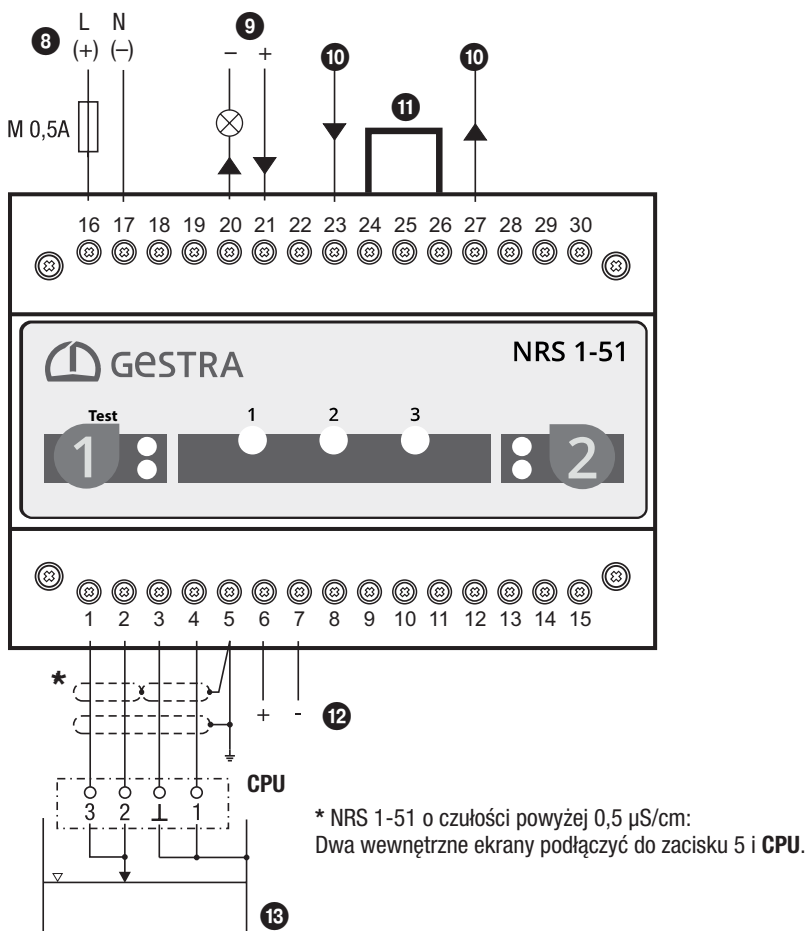 8 L N 9 10 10
(+) (–) – + 11
M 0,5A
16 17 18 19 20 21 22 23 24 25 26 27 28 29 30
GESTRA NRS 1-51
Test 1 2 3
1 2
1 2 3 4 5 6 7 8 9 10 11 12 13 14 15
* + - 12
CPU
3 2 ⊥ 1
* NRS 1-51 o czułości powyżej 0,5 µS/cm:
Dwa wewnętrzne ekrany podłączyć do zacisku 5 i CPU.
13